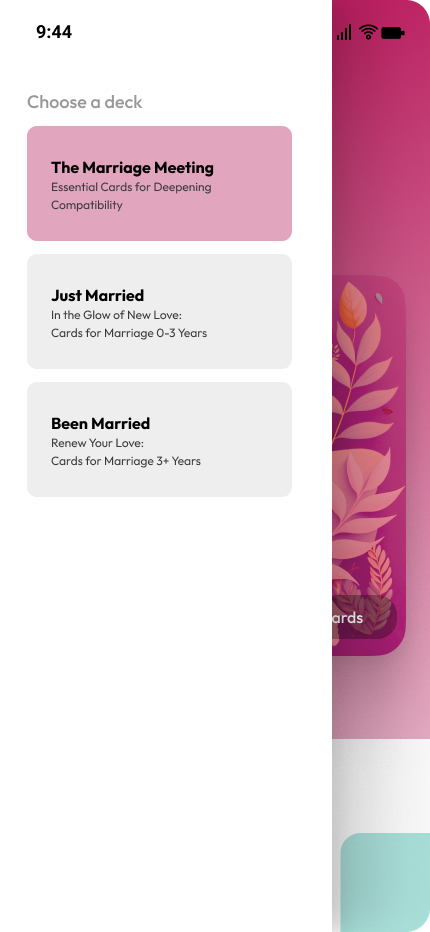 9:44
Choose a deck
The Marriage Meeting
Essential Cards for Deepening
Compatibility
Just Married
In the Glow of New Love:
Cards for Marriage 0-3 Years
Been Married
Renew Your Love:
Cards for Marriage 3+ Years
ards